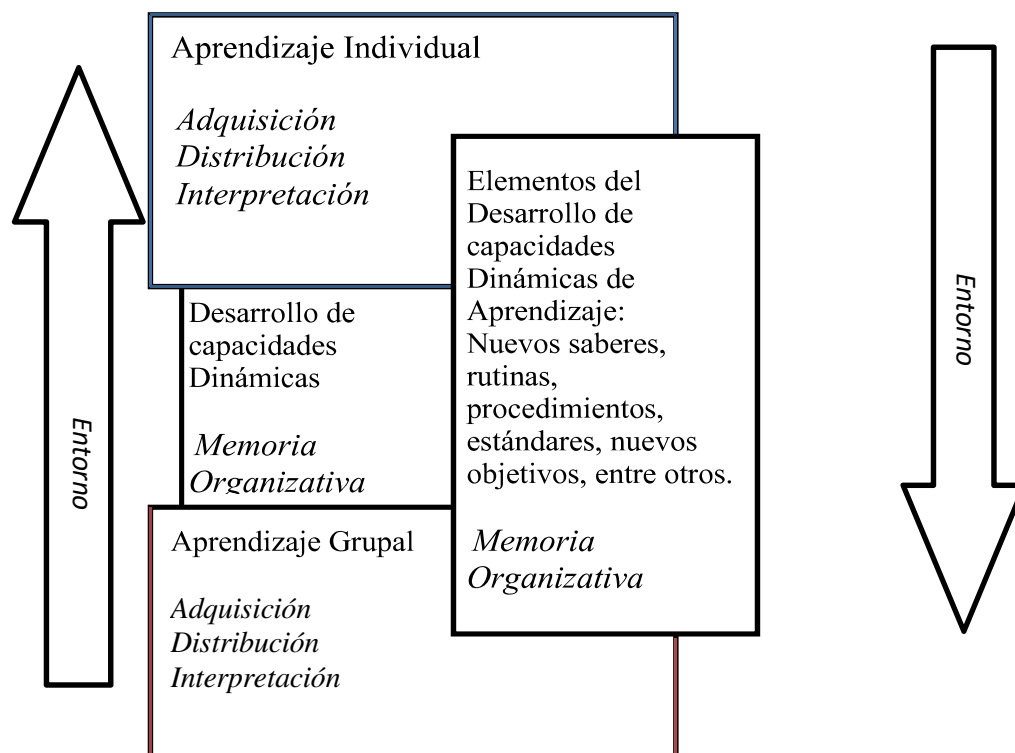 Aprendizaje Individual
Adquisición
Distribución
Interpretación
Elementos del
Desarrollo de
capacidades
Dinámicas de
Aprendizaje:
Nuevos saberes,
rutinas,
procedimientos,
estándares, nuevos
objetivos, entre otros.
Memoria
Organizativa
Desarrollo de
capacidades
Dinámicas
Memoria
Organizativa
Aprendizaje Grupal
Adquisición
Distribución
Interpretación
Entorno
Entorno